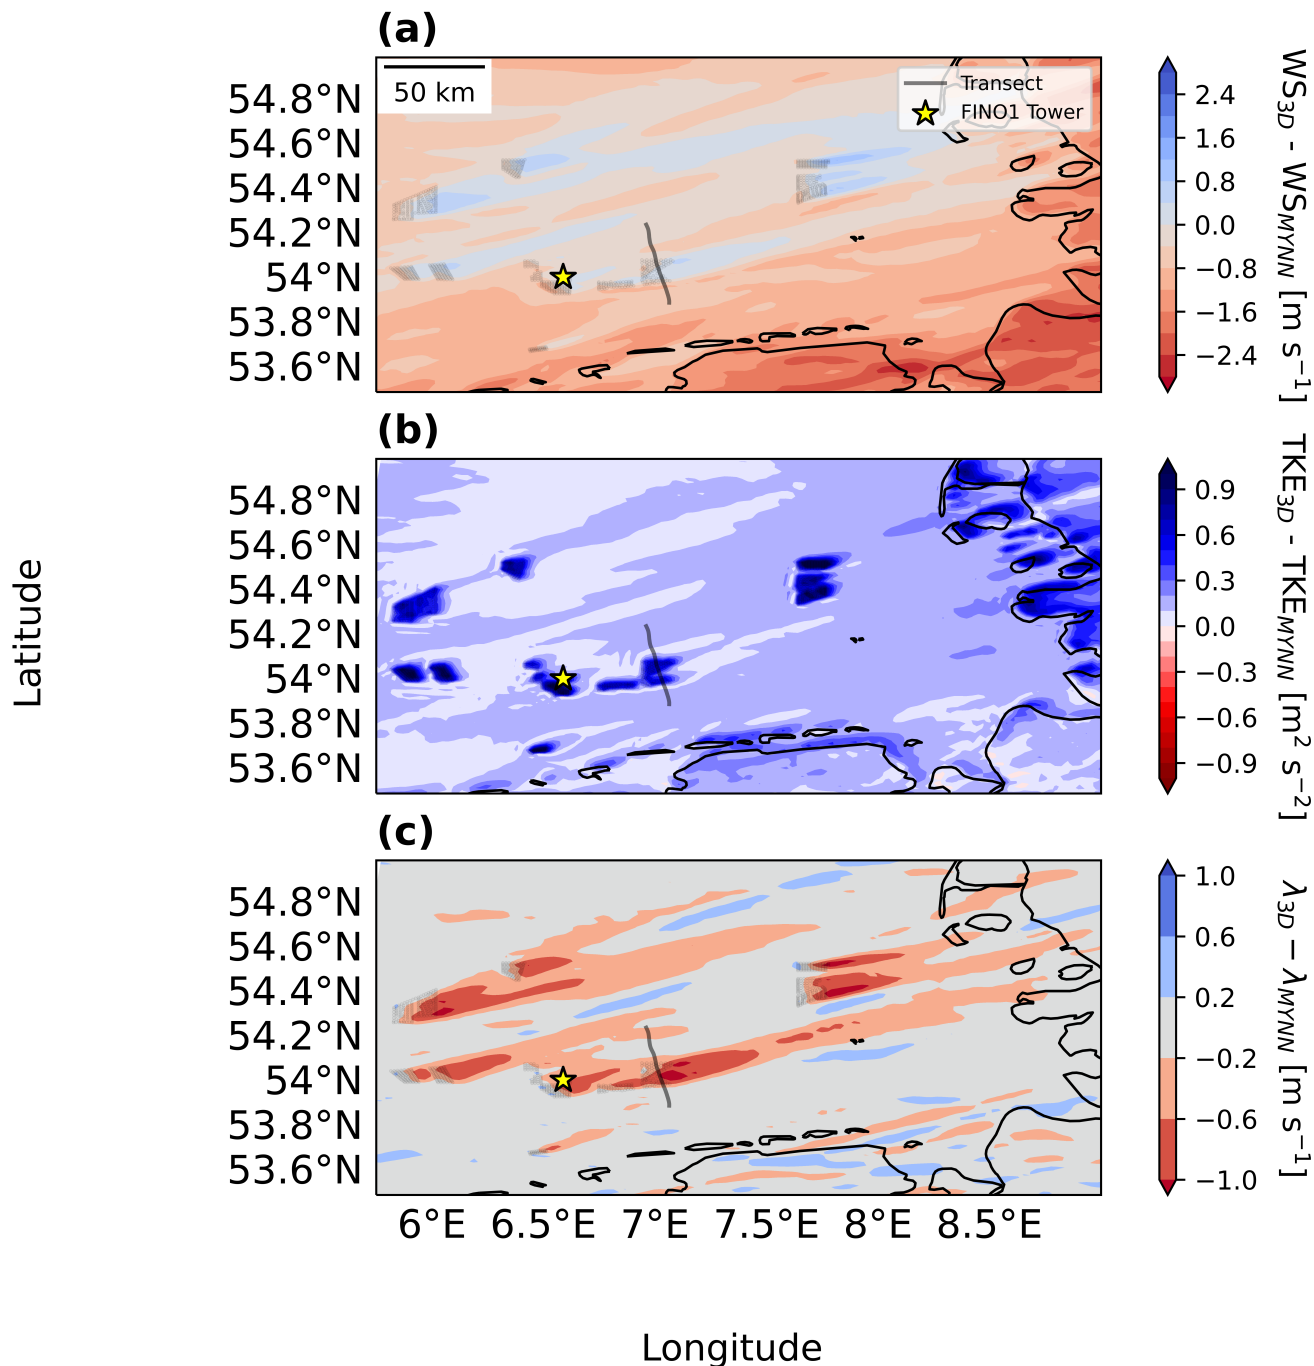 (a)
50 km
Transect
FINO1 Tower
54.8°N
54.6°N
54.4°N
54.2°N
54°N
53.8°N
53.6°N
2.4
1.6
0.8
0.0
−0.8
−1.6
−2.4
WS3D - WSMYNN [m s−1]
(b)
54.8°N
54.6°N
54.4°N
54.2°N
54°N
53.8°N
53.6°N
0.9
0.6
0.3
0.0
−0.3
−0.6
−0.9
TKE3D - TKEMYNN [m2 s−2]
Latitude
(c)
54.8°N
54.6°N
54.4°N
54.2°N
54°N
53.8°N
53.6°N
1.0
0.6
0.2
−0.2
−0.6
−1.0
λ3D − λMYNN [m s−1]
6°E
6.5°E
7°E
7.5°E
8°E
8.5°E
Longitude